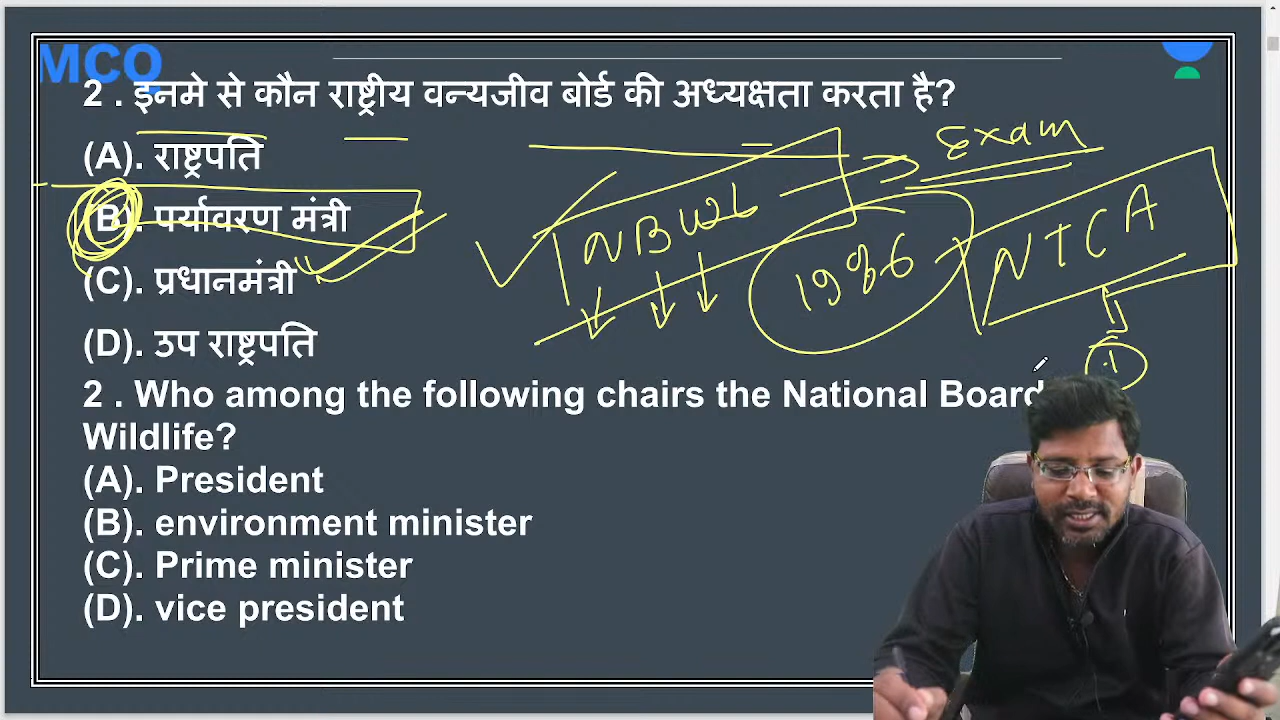 MCQ
2 . इनमे से कौन राष्ट्रीय वन्यजीव बोर्ड की अध्यक्षता करता है?
(A). राष्ट्रपति
Exam
(B). पर्यावरण मंत्री
NBWL
1986
NTCA
(C). प्रधानमंत्री
(D). उप राष्ट्रपति
2 . Who among the following chairs the National Board
Wildlife?
(A). President
(B). environment minister
(C). Prime minister
(D). vice president